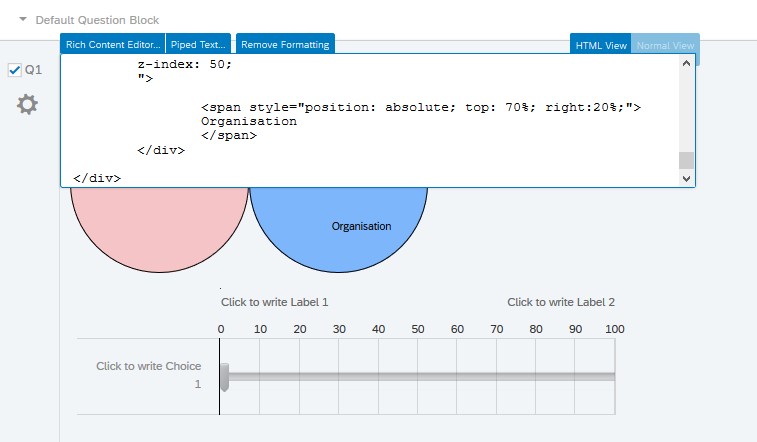 Default Question Block
Rich Content Editor... Piped Text... Remove Formatting HTML View Normal View
Q1
z-index: 50;
">
<span style="position: absolute; top: 70%; right:20%;">
Organisation
</span>
</div>
</div>
Organisation
Click to write Label 1 Click to write Label 2
0 10 20 30 40 50 60 70 80 90 100
Click to write Choice
1